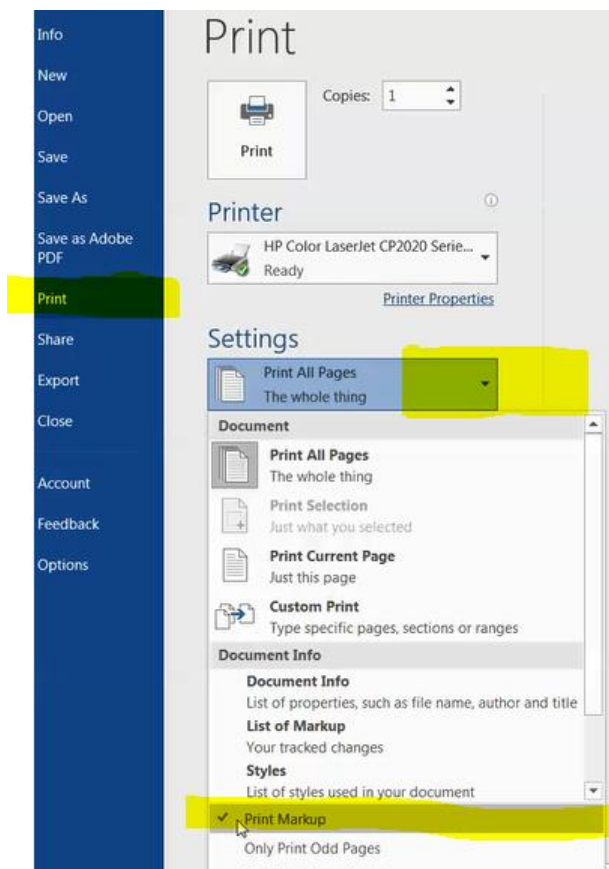 Info
New
Open
Save
Save As
Save as Adobe
PDF
Print
Share
Export
Close
Account
Feedback
Options
Print
Copies: 1
Print
Printer
HP Color LaserJet CP2020 Serie...
Ready
Printer Properties
Settings
Print All Pages
The whole thing
Document
Print All Pages
The whole thing
Print Selection
Just what you selected
Print Current Page
Just this page
Custom Print
Type specific pages, sections or ranges
Document Info
Document Info
List of properties, such as file name, author and title
List of Markup
Your tracked changes
Styles
List of styles used in your document
Print Markup
Only Print Odd Pages